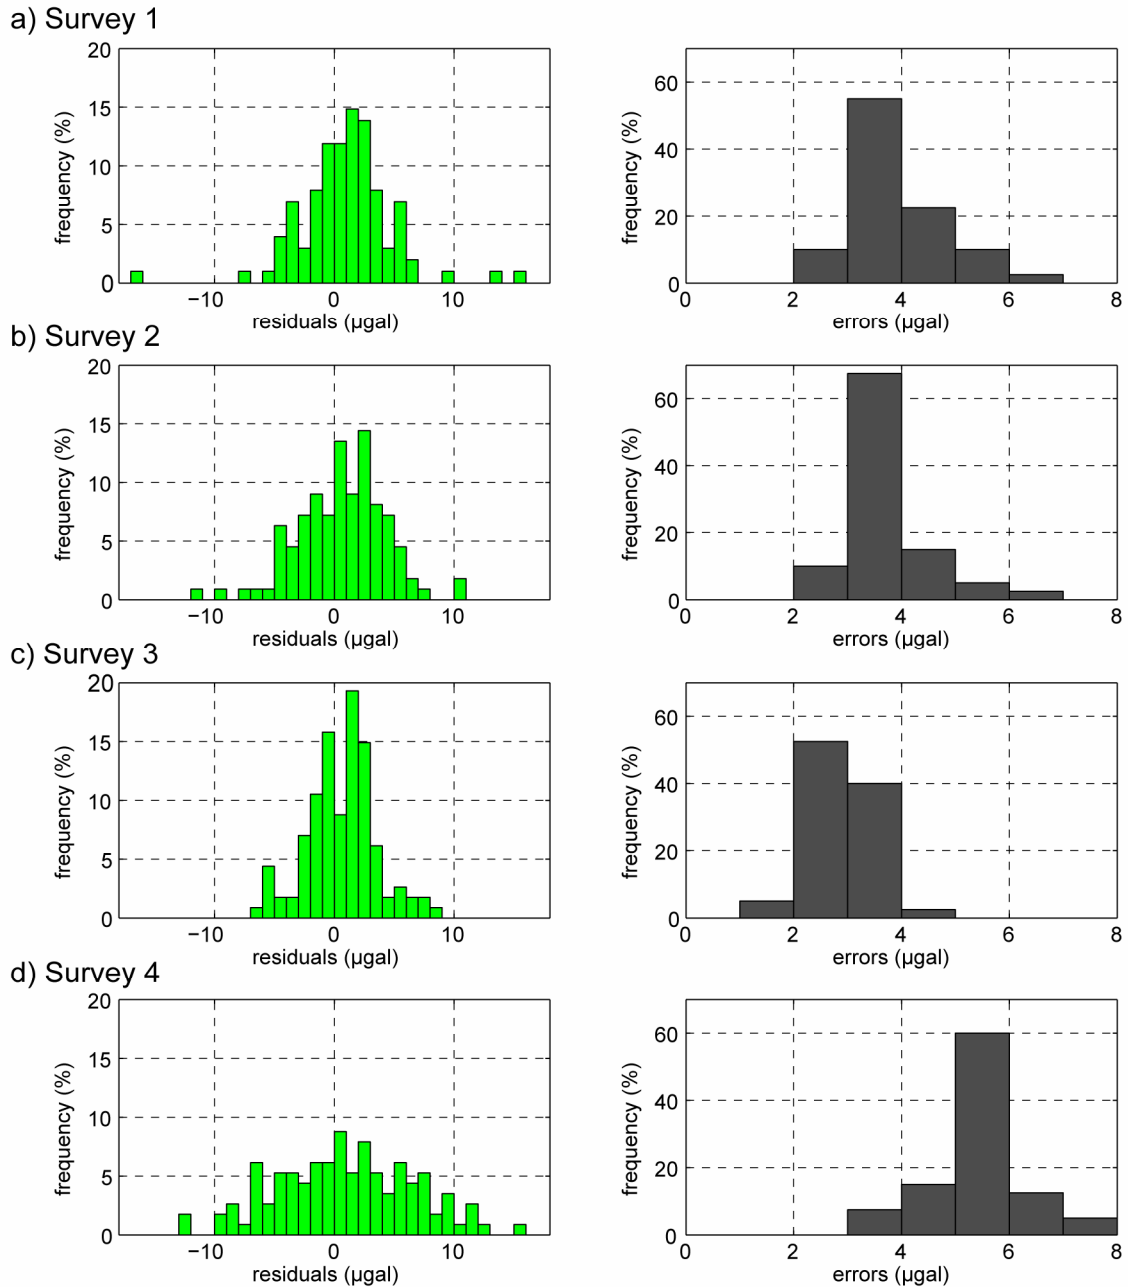 a) Survey 1
20
15
10
5
0
frequency (%)
−10 0 10
residuals (µgal)
60
40
20
0
frequency (%)
0 2 4 6 8
errors (µgal)
b) Survey 2
20
15
10
5
0
frequency (%)
−10 0 10
residuals (µgal)
60
40
20
0
frequency (%)
0 2 4 6 8
errors (µgal)
c) Survey 3
20
15
10
5
0
frequency (%)
−10 0 10
residuals (µgal)
60
40
20
0
frequency (%)
0 2 4 6 8
errors (µgal)
d) Survey 4
20
15
10
5
0
frequency (%)
−10 0 10
residuals (µgal)
60
40
20
0
frequency (%)
0 2 4 6 8
errors (µgal)